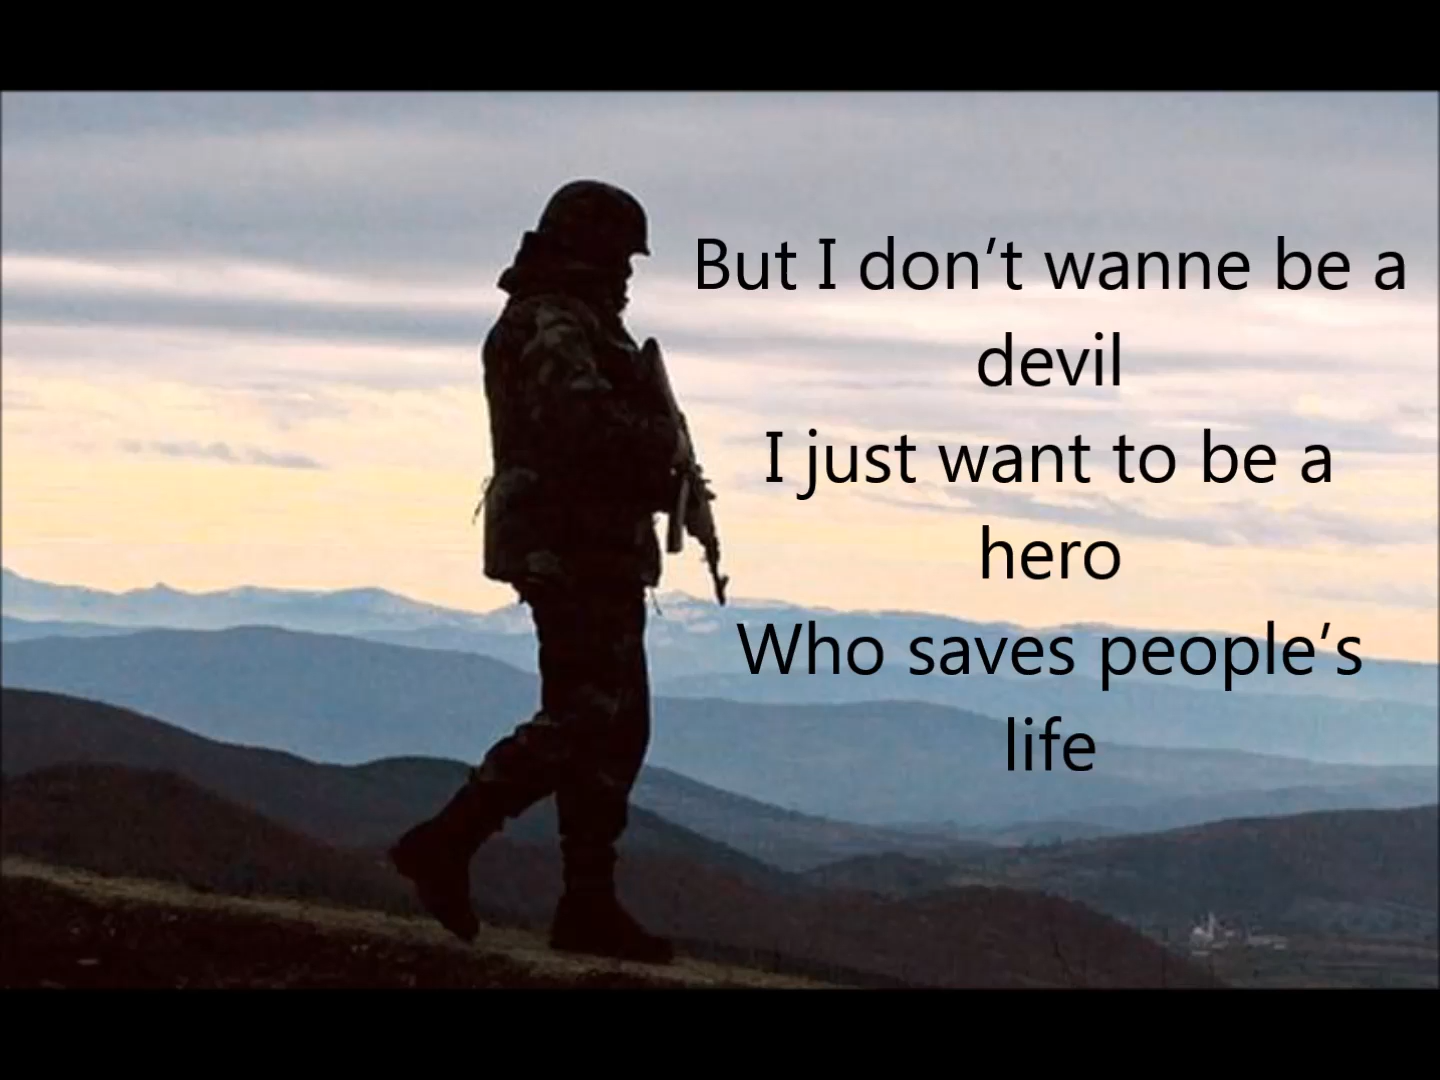 But I don't wanne be a
devil
I just want to be a
hero
Who saves people's
life